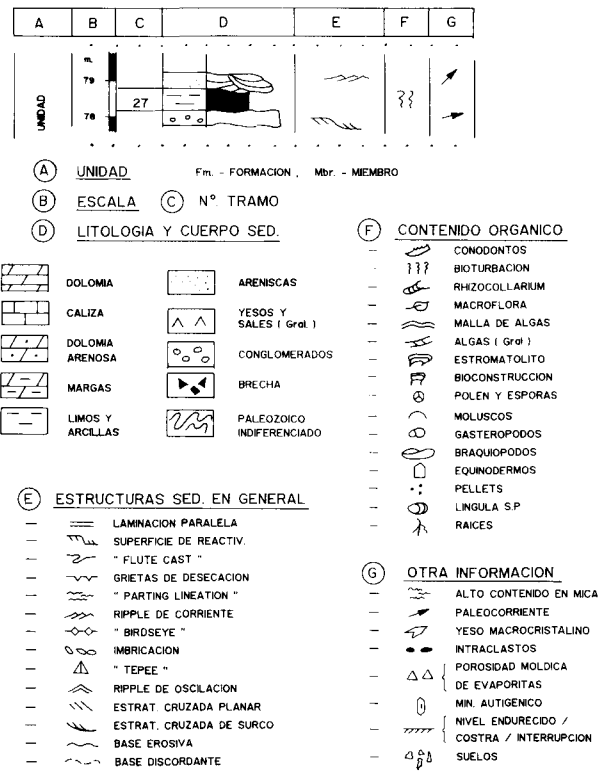 A B C D E F G
m.
79
27
78
UNIDAD
A UNIDAD Fm. - FORMACION , Mbr. - MIEMBRO
B ESCALA C Nº TRAMO
D LITOLOGIA Y CUERPO SED.
DOLOMIA
CALIZA
DOLOMIA
ARENOSA
MARGAS
LIMOS Y
ARCILLAS
ARENISCAS
YESOS Y
SALES ( Gral. )
CONGLOMERADOS
BRECHA
PALEOZOICO
INDIFERENCIADO
E ESTRUCTURAS SED. EN GENERAL
LAMINACION PARALELA
SUPERFICIE DE REACTIV.
" FLUTE CAST "
GRIETAS DE DESECACION
" PARTING LINEATION "
RIPPLE DE CORRIENTE
" BIRDSEYE "
IMBRICACION
" TEPEE "
RIPPLE DE OSCILACION
ESTRAT. CRUZADA PLANAR
ESTRAT. CRUZADA DE SURCO
BASE EROSIVA
BASE DISCORDANTE
F CONTENIDO ORGANICO
CONODONTOS
BIOTURBACION
RHIZOCOLLARIUM
MACROFLORA
MALLA DE ALGAS
ALGAS ( Gral )
ESTROMATOLITO
BIOCONSTRUCCION
POLEN Y ESPORAS
MOLUSCOS
GASTEROPODOS
BRAQUIOPODOS
EQUINODERMOS
PELLETS
LINGULA S.P
RAICES
G OTRA INFORMACION
ALTO CONTENIDO EN MICA
PALEOCORRIENTE
YESO MACROCRISTALINO
INTRACLASTOS
POROSIDAD MOLDICA
DE EVAPORITAS
MIN. AUTIGENICO
NIVEL ENDURECIDO /
COSTRA / INTERRUPCION
SUELOS